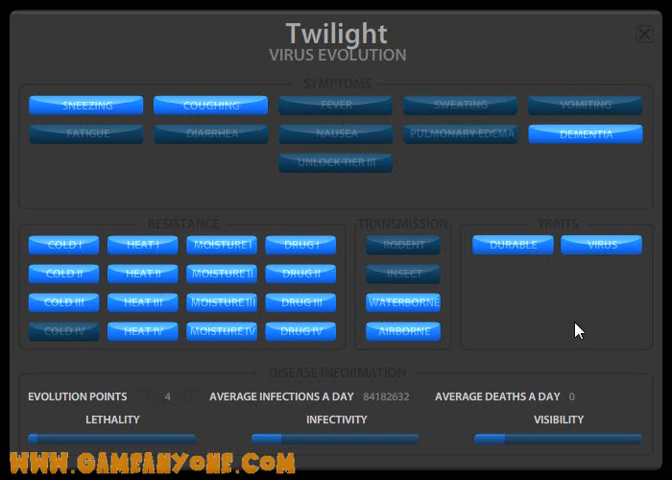 Twilight
VIRUS EVOLUTION
SYMPTOMS
SNEEZING COUGHING FEVER SWEATING VOMITING
FATIGUE DIARRHEA NAUSEA PULMONARY EDEMA DEMENTIA
UNLOCK TIER III
RESISTANCE TRANSMISSION TRAITS
COLD I HEAT I MOISTURE I DRUG I RODENT DURABLE VIRUS
COLD II HEAT II MOISTURE II DRUG II INSECT
COLD III HEAT III MOISTURE III DRUG III WATERBORNE
COLD IV HEAT IV MOISTURE IV DRUG IV AIRBORNE
DISEASE INFORMATION
EVOLUTION POINTS 4 AVERAGE INFECTIONS A DAY 84182632 AVERAGE DEATHS A DAY 0
LETHALITY INFECTIVITY VISIBILITY
WWW.GAMEANYONE.COM